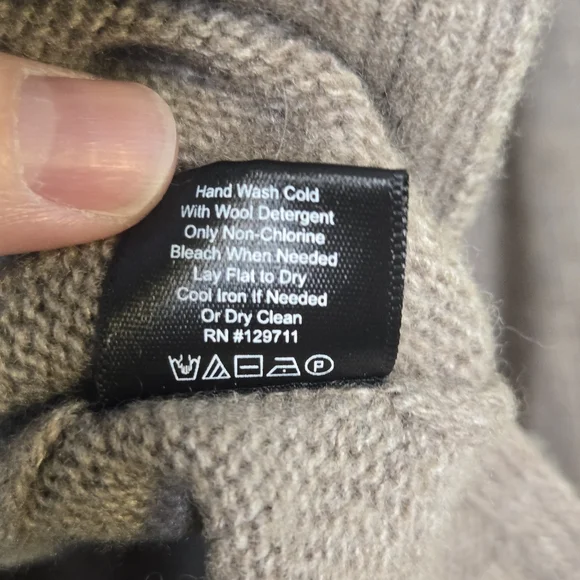 Hand Wash Cold
With Wool Detergent
Only Non-Chlorine
Bleach When Needed
Lay Flat to Dry
Cool Iron If Needed
Or Dry Clean
RN #129711
P